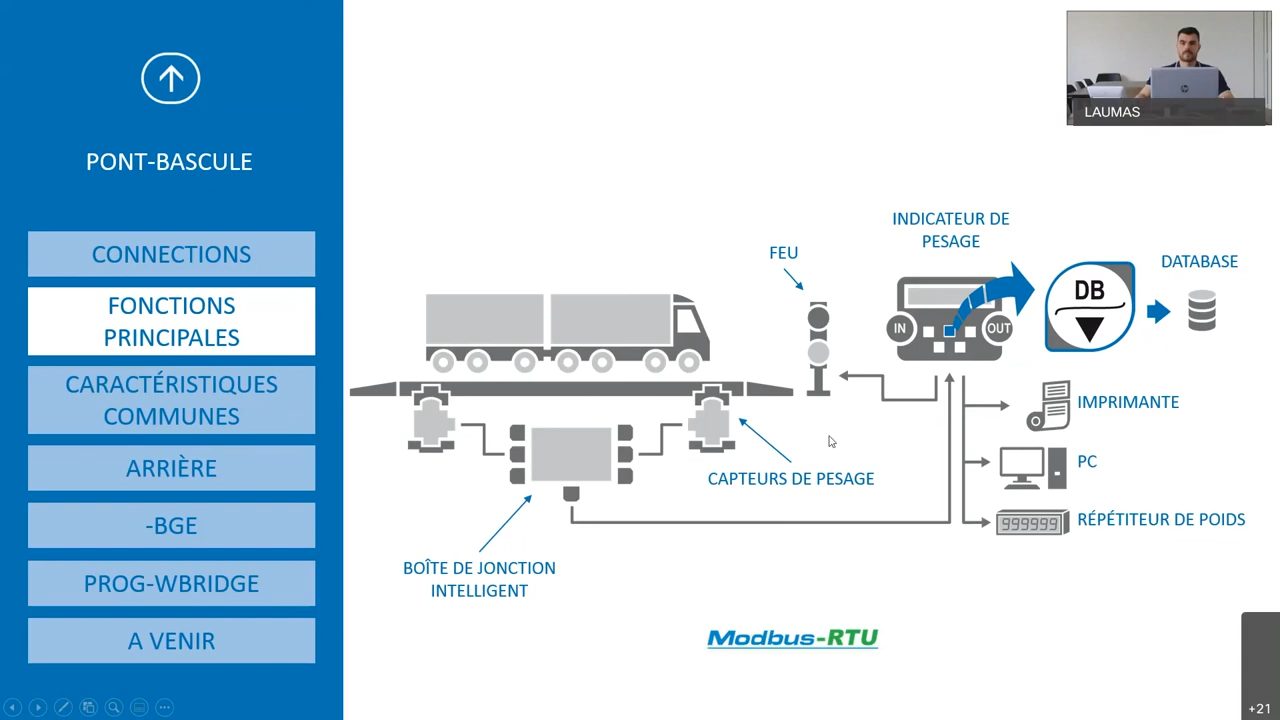 PONT-BASCULE
CONNECTIONS
FONCTIONS
PRINCIPALES
CARACTÉRISTIQUES
COMMUNES
ARRIÈRE
-BGE
PROG-WBRIDGE
A VENIR
LAUMAS
INDICATEUR DE
PESAGE
FEU
DATABASE
DB
IN
OUT
IMPRIMANTE
PC
CAPTEURS DE PESAGE
999999
RÉPÉTITEUR DE POIDS
BOÎTE DE JONCTION
INTELLIGENT
Modbus-RTU
+21